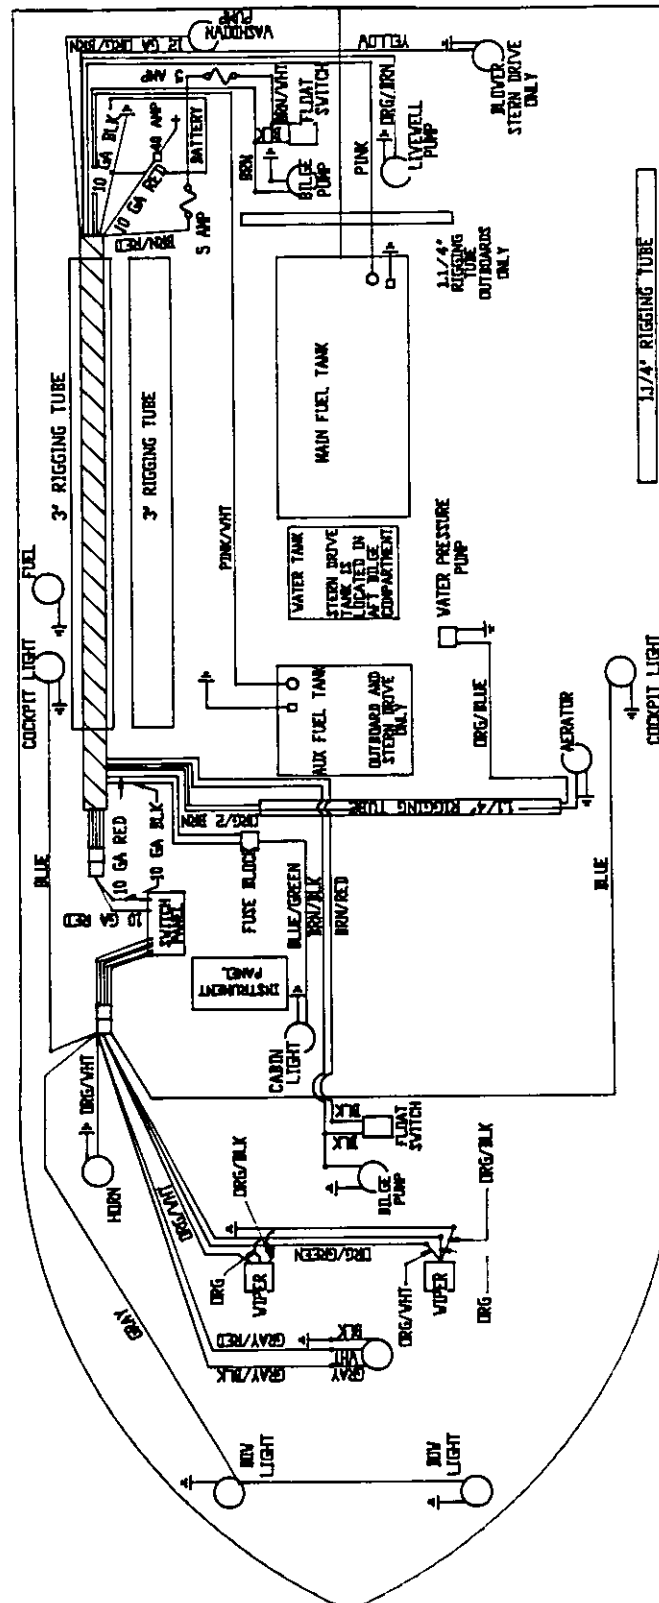 WASHDOWN
PUMP
12 GA ORG/BRN
YELLOW
BLOWER
STERN DRIVE
ONLY
5 AMP
BRN/WHT
FLOAT
SWITCH
ORG/BRN
LIVEWELL
PUMP
10 GA BLK
40 AMP
BATTERY
10 GA RED
BRN/RED
5 AMP
BRN
BILGE
PUMP
PINK
1.1/4"
RIGGING
TUBE
OUTBOARDS
ONLY
1.1/4" RIGGING TUBE
3" RIGGING TUBE
3" RIGGING TUBE
MAIN FUEL TANK
PINK/WHT
FUEL
WATER TANK
STERN DRIVE
TANK IS
LOCATED IN
AFT BILGE
COMPARTMENT
WATER PRESSURE
PUMP
COCKPIT LIGHT
AUX FUEL TANK
OUTBOARD AND
STERN DRIVE
ONLY
ORG/BLUE
AERATOR
COCKPIT LIGHT
BLUE
10 GA RED
10 GA BLK
ORG/2 BRN
1.1/4" RIGGING TUBE
BLUE
10 GA RED
SWITCH
PANEL
FUSE BLOCK
BLUE/GREEN
BRN/BLK
BRN/RED
INSTRUMENT
PANEL
CABIN
LIGHT
ORG/WHT
HORN
BLK
BLK
FLOAT
SWITCH
BILGE
PUMP
ORG/BLK
ORG/WHT
ORG/BLK
ORG
WIPER
ORG/GREEN
ORG/WHT
WIPER
ORG
GRAY
GRAY/RED
GRAY/BLK
BLK
WHT
GRAY
BOW
LIGHT
BOW
LIGHT